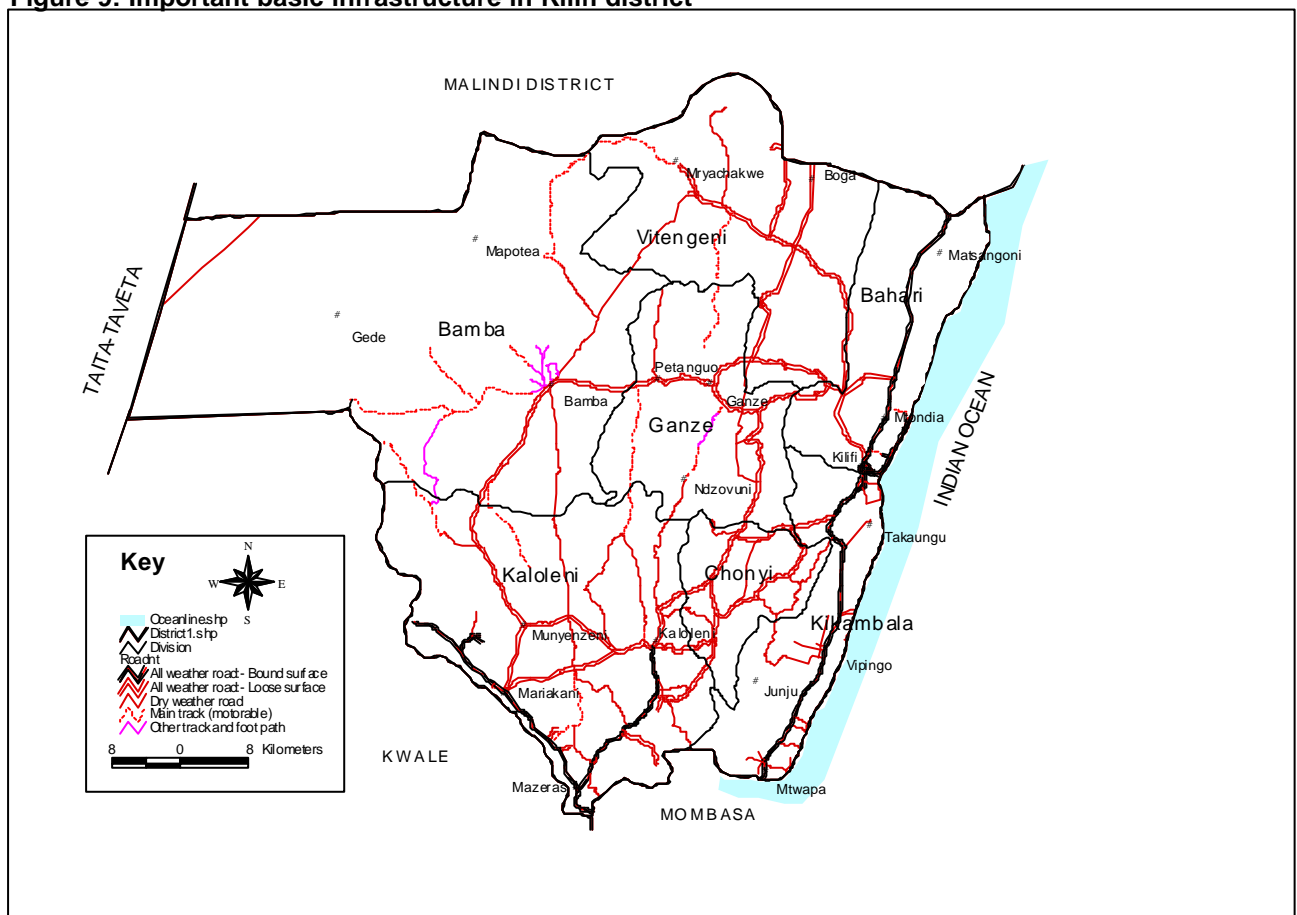 Figure 9: Important basic infrastructure in Kilifi district
MALINDI DISTRICT
# Mryachakwe
# Boga
Vitengeni
# Mapotea
# Matsangoni
TAITA-TAVETA
Bahari
# Gede
Bamba
Petanguo
Bamba
Ganze
Ganze
INDIAN OCEAN
Kilifi
# Ndzovuni
# Takaungu
Key
N
W E
S
Oceanline.shp
District1.shp
Division
Roadnt
All weather road:- Bound surface
All weather road:- Loose surface
Dry weather road
Main track (motorable)
Other track and foot path
8 0 8 Kilometers
Kaloleni
Chonyi
Kikambala
Munyenzeni
Kaloleni
Vipingo
Mariakani
# Junju
KWALE
Mazeras
Mtwapa
MOMBASA